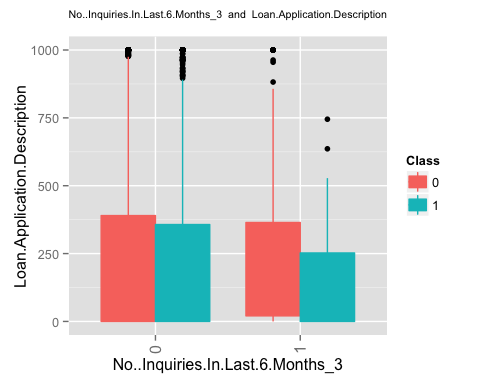 No..Inquiries.In.Last.6.Months_3 and Loan.Application.Description
1000
750
500
250
0
Loan.Application.Description
0
1
No..Inquiries.In.Last.6.Months_3
Class
0
1